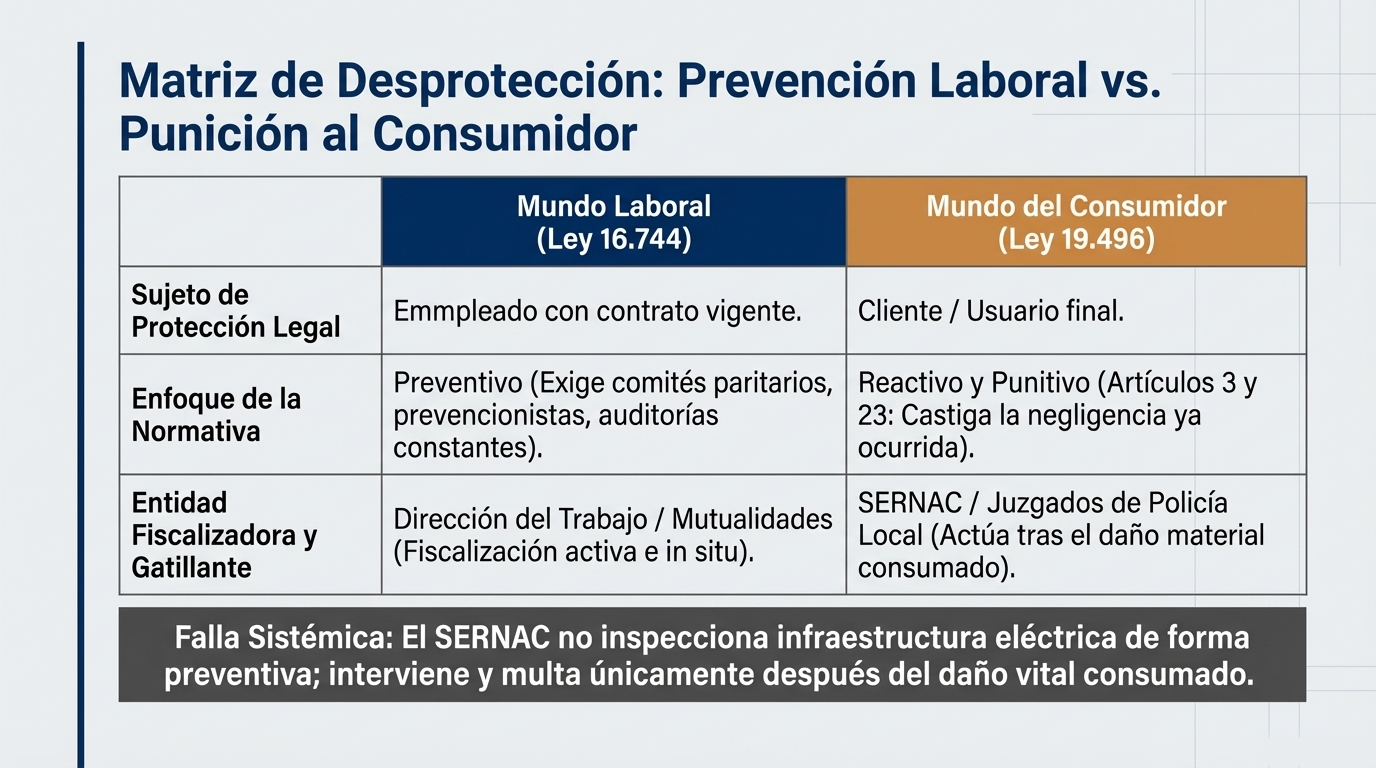 Matriz de Desprotección: Prevención Laboral vs.
Punición al Consumidor
Mundo Laboral
(Ley 16.744)
Mundo del Consumidor
(Ley 19.496)
Sujeto de
Protección Legal
Emmpleado con contrato vigente.
Cliente / Usuario final.
Enfoque de la
Normativa
Preventivo (Exige comités paritarios,
prevencionistas, auditorías
constantes).
Reactivo y Punitivo (Artículos 3 y
23: Castiga la negligencia ya
ocurrida).
Entidad
Fiscalizadora y
Gatillante
Dirección del Trabajo / Mutualidades
(Fiscalización activa e in situ).
SERNAC / Juzgados de Policía
Local (Actúa tras el daño material
consumado).
Falla Sistémica: El SERNAC no inspecciona infraestructura eléctrica de forma
preventiva; interviene y multa únicamente después del daño vital consumado.